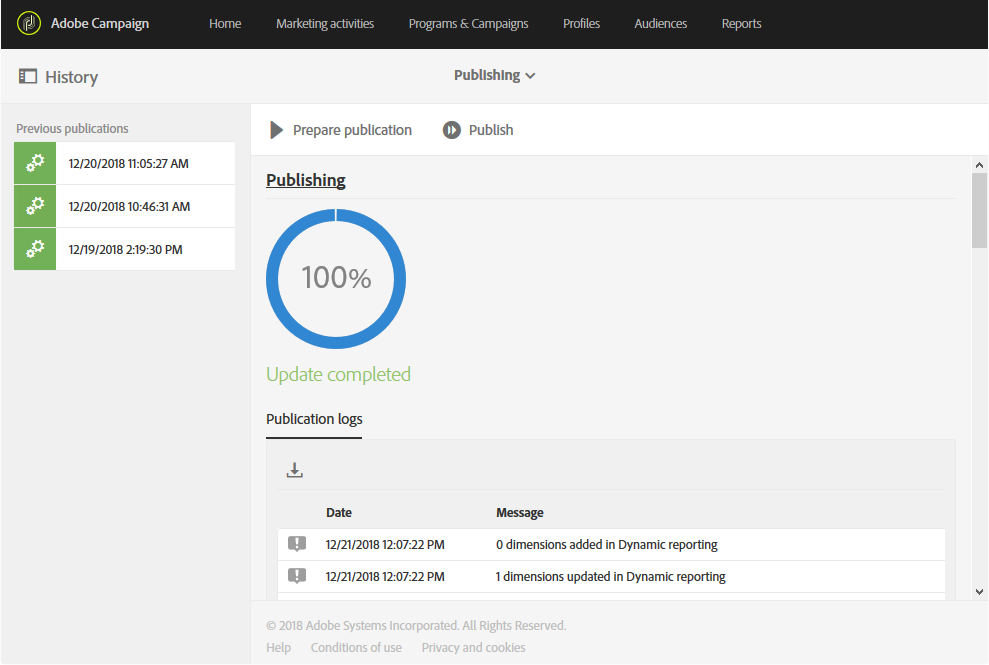 Adobe Campaign Home Marketing activities Programs & Campaigns Profiles Audiences Reports
History Publishing
Previous publications
12/20/2018 11:05:27 AM
12/20/2018 10:46:31 AM
12/19/2018 2:19:30 PM
Prepare publication Publish
Publishing
100%
Update completed
Publication logs
Date Message
12/21/2018 12:07:22 PM 0 dimensions added in Dynamic reporting
12/21/2018 12:07:22 PM 1 dimensions updated in Dynamic reporting
© 2018 Adobe Systems Incorporated. All Rights Reserved.
Help Conditions of use Privacy and cookies